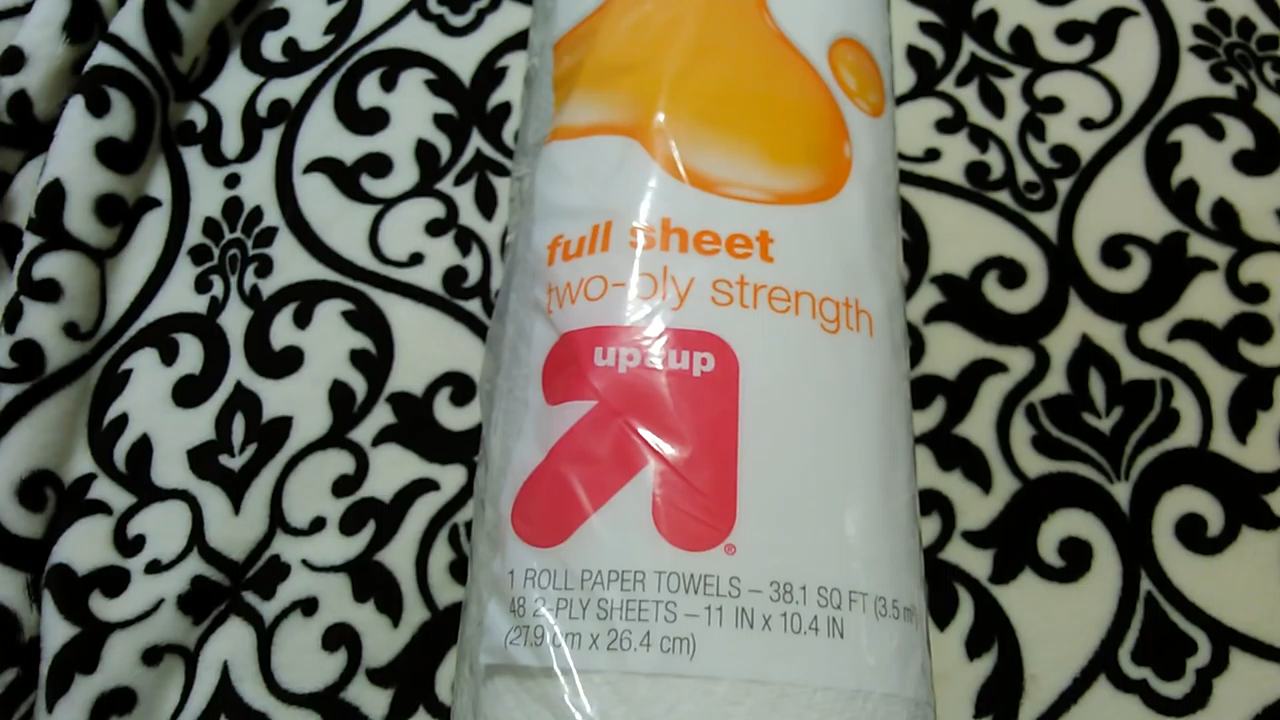 full sheet
two-ply strength
up&up
®
1 ROLL PAPER TOWELS – 38.1 SQ FT (3.5 m²)
48 2-PLY SHEETS – 11 IN x 10.4 IN
(27.9 cm x 26.4 cm)